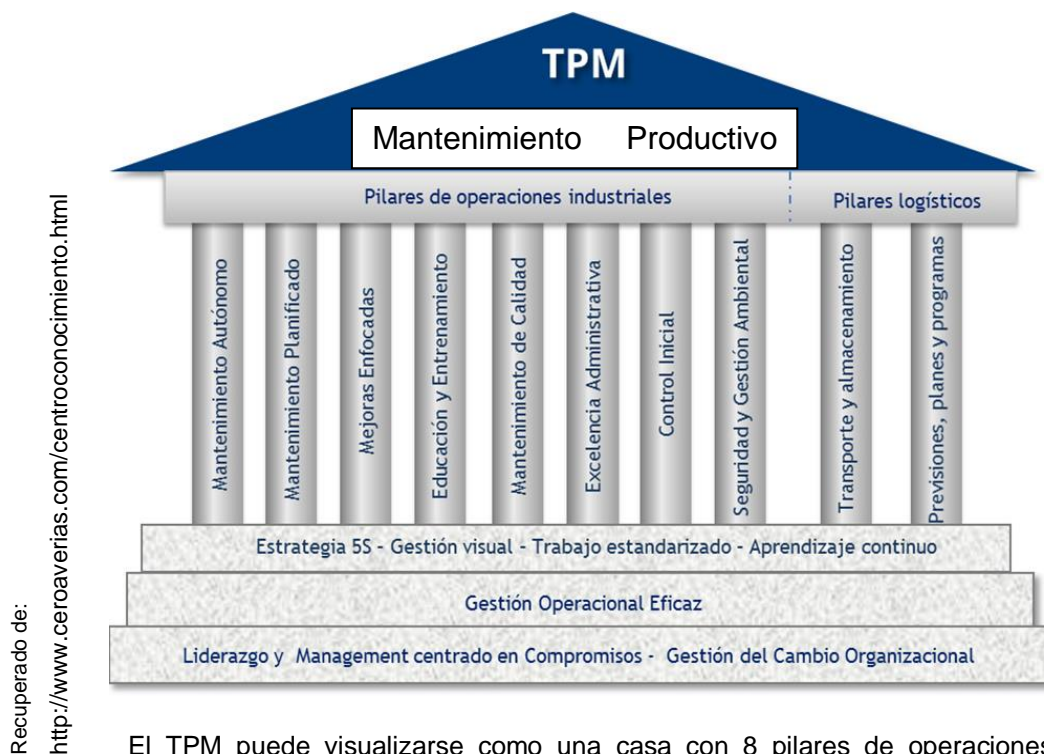 TPM
Mantenimiento Productivo
Pilares de operaciones industriales
Pilares logísticos
Mantenimiento Autónomo
Mantenimiento Planificado
Mejoras Enfocadas
Educación y Entrenamiento
Mantenimiento de Calidad
Excelencia Administrativa
Control Inicial
Seguridad y Gestión Ambiental
Transporte y almacenamiento
Previsiones, planes y programas
Estrategia 5S - Gestión visual - Trabajo estandarizado - Aprendizaje continuo
Gestión Operacional Eficaz
Liderazgo y Management centrado en Compromisos - Gestión del Cambio Organizacional
Recuperado de:
http://www.ceroaverias.com/centroconocimiento.html
El TPM puede visualizarse como una casa con 8 pilares de operaciones